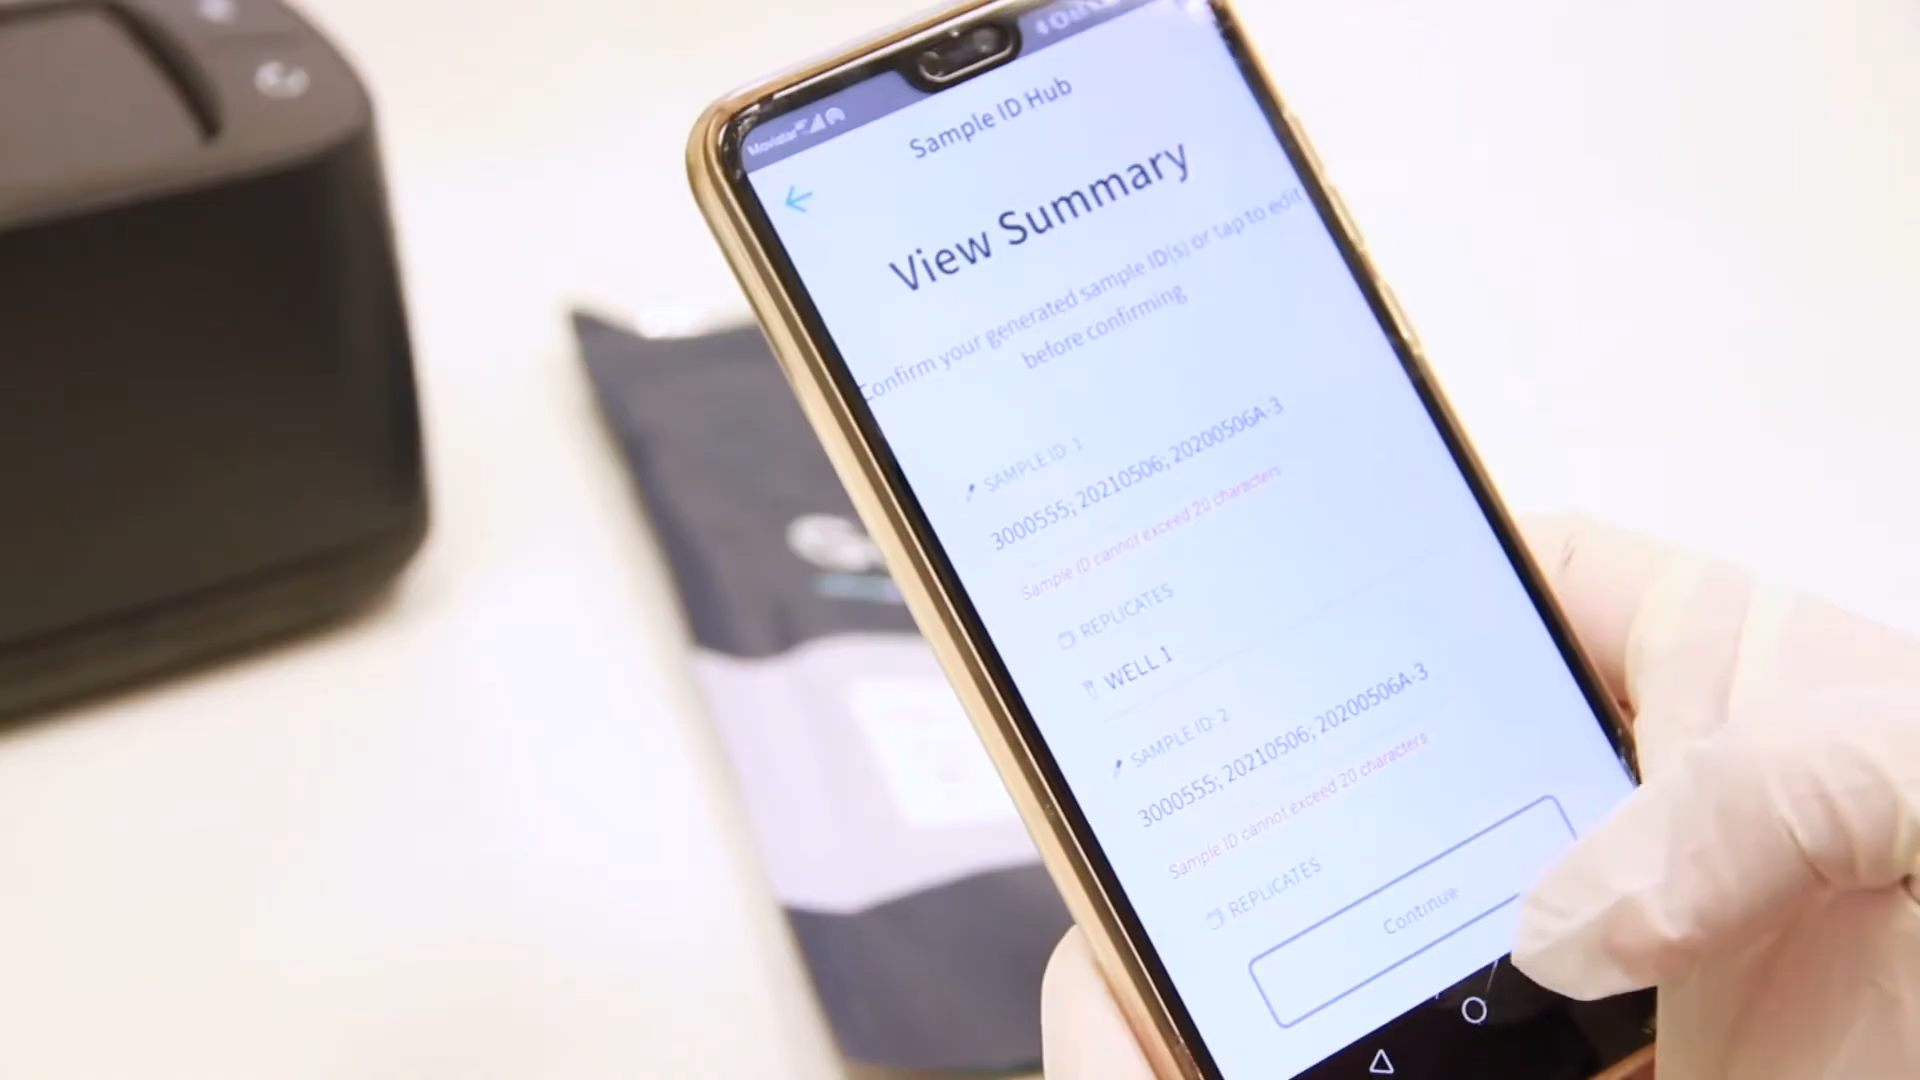 Movistar
Sample ID Hub
View Summary
Confirm your generated sample ID(s) or tap to edit
before confirming
SAMPLE ID: 1
3000555; 20210506; 20200506A-3
Sample ID cannot exceed 20 characters
REPLICATES
WELL 1
SAMPLE ID: 2
3000555; 20210506; 20200506A-3
Sample ID cannot exceed 20 characters
REPLICATES
Continue